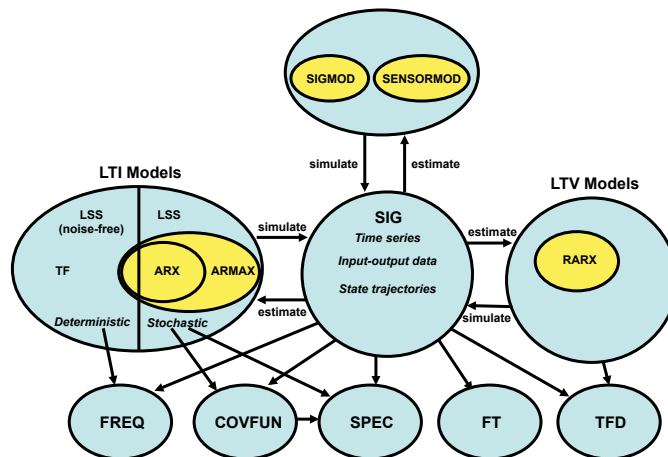 SIGMOD
SENSORMOD
simulate
estimate
LTI Models
LTV Models
LSS
(noise-free)
LSS
simulate
SIG
estimate
Time series
Input-output data
State trajectories
TF
ARX
ARMAX
RARX
Deterministic
Stochastic
estimate
simulate
FREQ
COVFUN
SPEC
FT
TFD